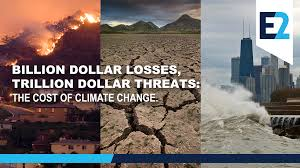 E2
BILLION DOLLAR LOSSES,
TRILLION DOLLAR THREATS:
THE COST OF CLIMATE CHANGE.